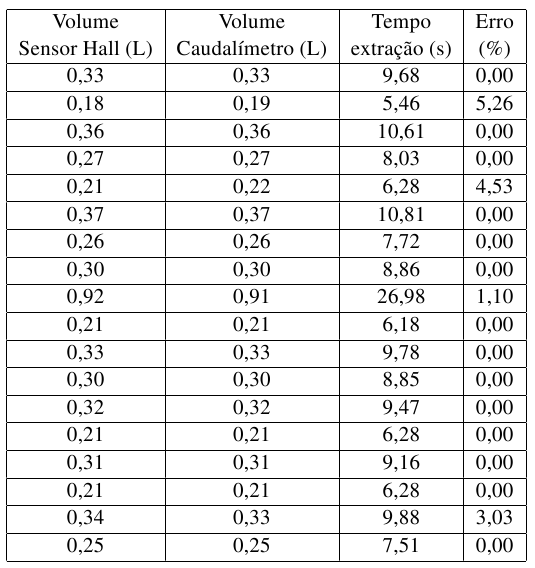 Volume Volume Tempo Erro
Sensor Hall (L) Caudalímetro (L) extração (s) (%)
0,33 0,33 9,68 0,00
0,18 0,19 5,46 5,26
0,36 0,36 10,61 0,00
0,27 0,27 8,03 0,00
0,21 0,22 6,28 4,53
0,37 0,37 10,81 0,00
0,26 0,26 7,72 0,00
0,30 0,30 8,86 0,00
0,92 0,91 26,98 1,10
0,21 0,21 6,18 0,00
0,33 0,33 9,78 0,00
0,30 0,30 8,85 0,00
0,32 0,32 9,47 0,00
0,21 0,21 6,28 0,00
0,31 0,31 9,16 0,00
0,21 0,21 6,28 0,00
0,34 0,33 9,88 3,03
0,25 0,25 7,51 0,00